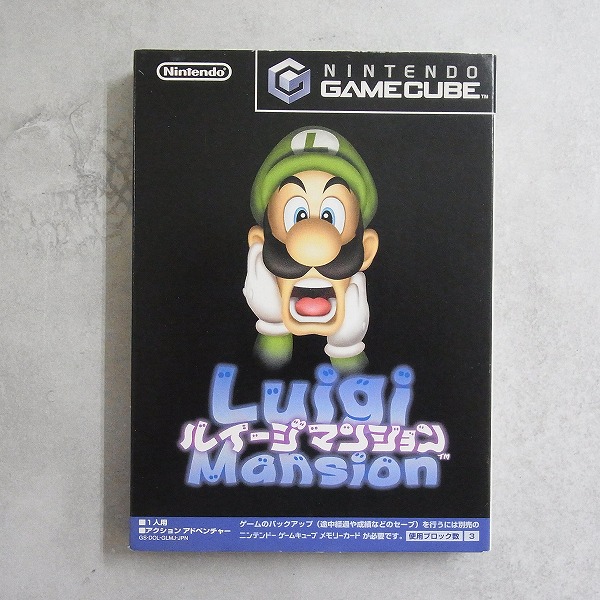 Nintendo
NINTENDO
GAMECUBE™
L
Luigi
ルイージマンション
Mansion™
■1人用
■アクション アドベンチャー
GS-DOL-GLMJ-JPN
ゲームのバックアップ（途中経過や成績などのセーブ）を行うには別売の
ニンテンドー ゲームキューブ メモリーカード が必要です。 使用ブロック数 3